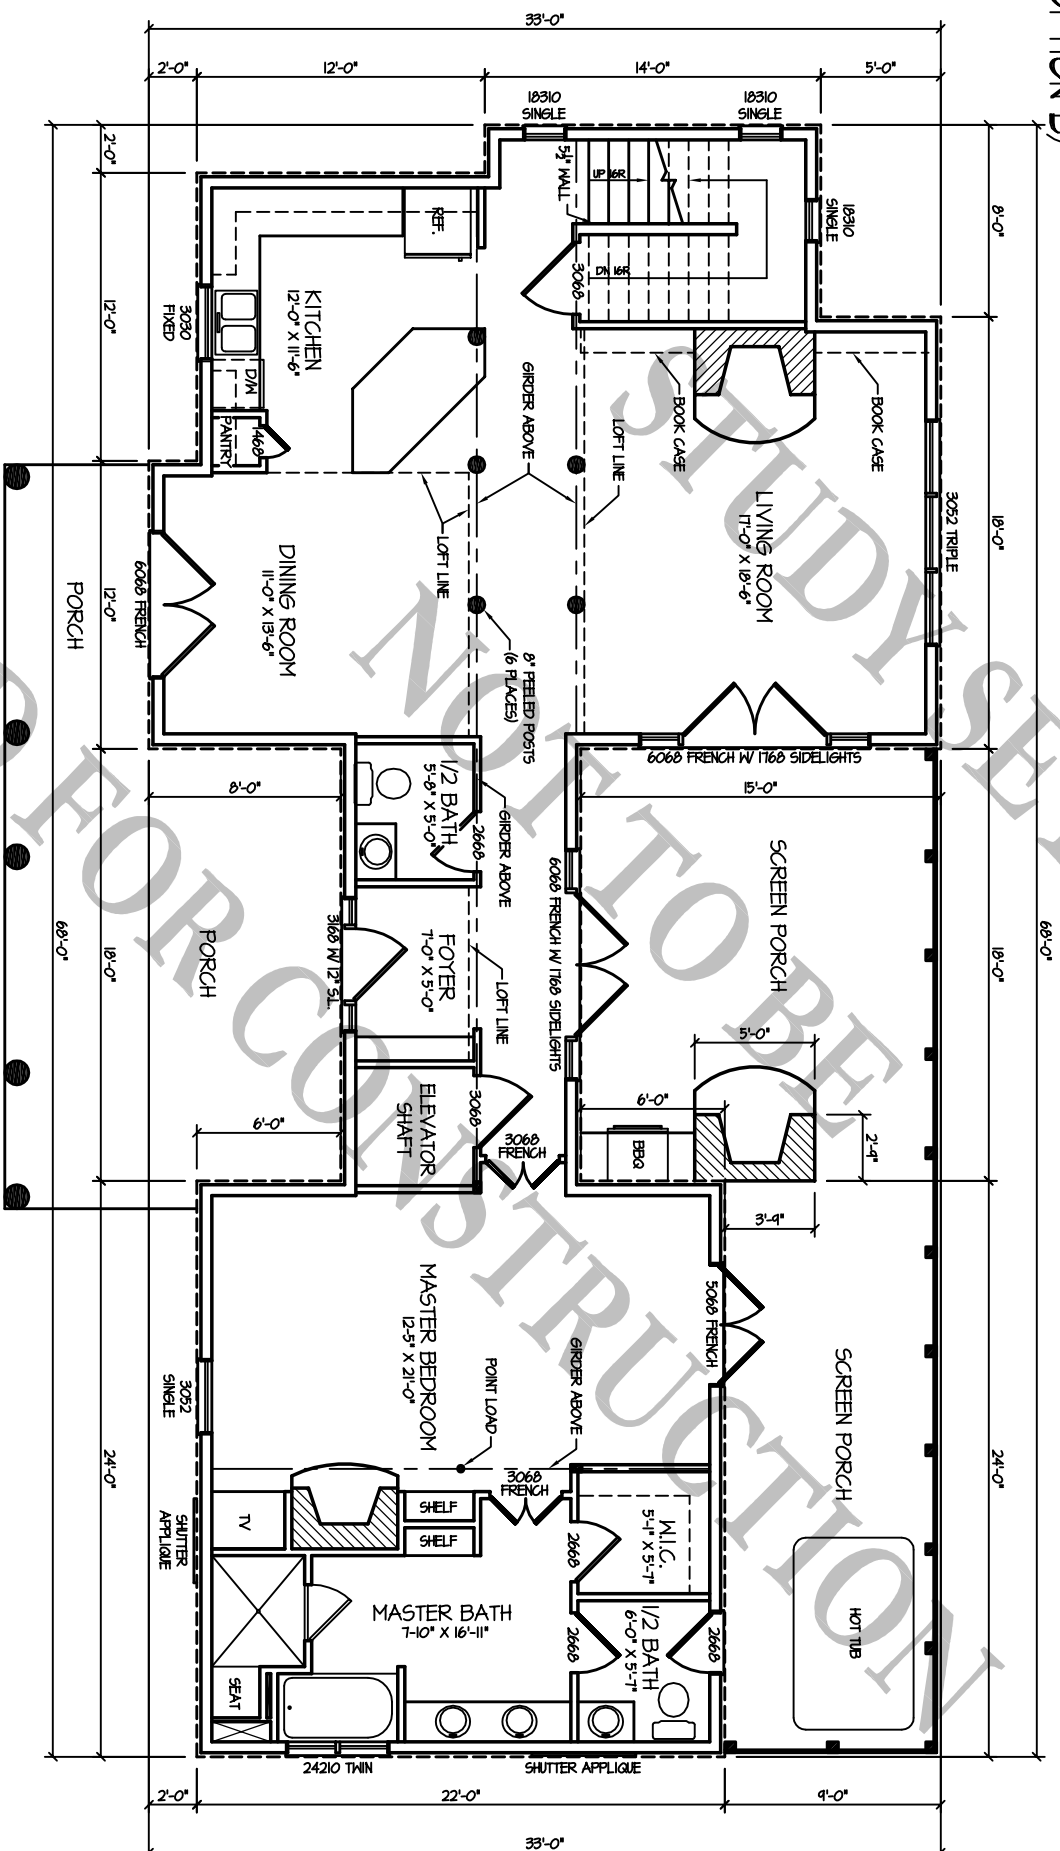 33'-0"
2'-0"
12'-0"
14'-0"
5'-0"
18310
SINGLE
18310
SINGLE
18310
SINGLE
2'-0"
12'-0"
12'-0"
18'-0"
24'-0"
68'-0"
8'-0"
18'-0"
18'-0"
24'-0"
68'-0"
5½" WALL
UP 16R
DN 16R
3068
REF.
KITCHEN
12'-0" X 11'-6"
3030
FIXED
D/W
PANTRY
1468
GIRDER ABOVE
LOFT LINE
LOFT LINE
BOOK CASE
BOOK CASE
LIVING ROOM
17'-0" X 18'-6"
3052 TRIPLE
DINING ROOM
11'-0" X 13'-6"
6068 FRENCH
PORCH
8" PEELED POSTS
(6 PLACES)
6068 FRENCH W/ 1768 SIDELIGHTS
8'-0"
15'-0"
1/2 BATH
5'-8" X 5'-0"
2668
GIRDER ABOVE
6068 FRENCH W/ 1768 SIDELIGHTS
SCREEN PORCH
FOYER
7'-0" X 5'-0"
LOFT LINE
3168 W/ 12" S.L.
PORCH
5'-0"
6'-0"
2'-9"
3'-9"
BBQ
6'-0"
ELEVATOR
SHAFT
3068
3068
FRENCH
MASTER BEDROOM
12'-5" X 21'-0"
5068 FRENCH
GIRDER ABOVE
POINT LOAD
3052
SINGLE
SCREEN PORCH
3068
FRENCH
SHELF
SHELF
TV
SHUTTER
APPLIQUE
W.I.C.
5'-1" X 5'-7"
2668
MASTER BATH
7-10" X 16'-11"
2668
1/2 BATH
6'-0" X 5'-7"
2668
HOT TUB
SEAT
24210 TWIN
SHUTTER APPLIQUE
2'-0"
22'-0"
9'-0"
33'-0"
STUDY SET
NOT TO BE
FOR CONSTRUCTION